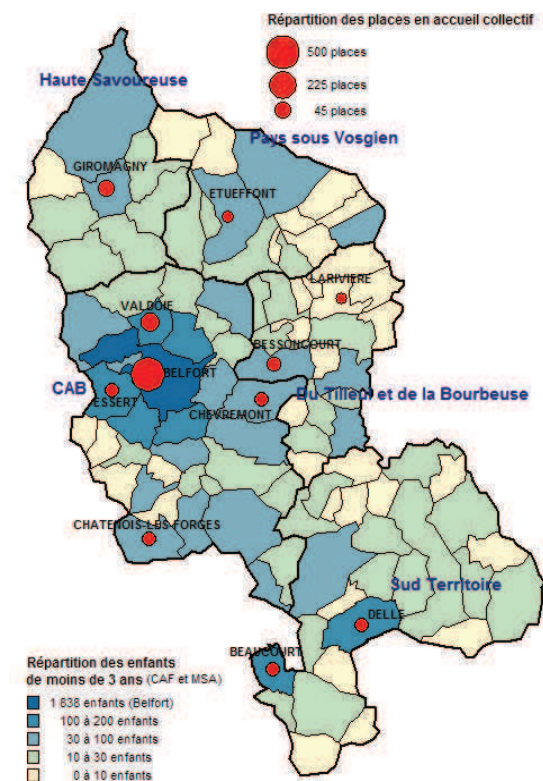 Répartition des places en accueil collectif
500 places
225 places
45 places
Haute Savoureuse
Pays sous Vosgien
GIROMAGNY
ETUEFFONT
LARIVIERE
VALDOIE
BESSONCOURT
BELFORT
CAB
ESSERT
Du Tilleul et de la Bourbeuse
CHEVREMONT
CHATENOIS-LES-FORGES
Sud Territoire
DELLE
BEAUCOURT
Répartition des enfants
de moins de 3 ans (CAF et MSA)
1 838 enfants (Belfort)
100 à 200 enfants
30 à 100 enfants
10 à 30 enfants
0 à 10 enfants